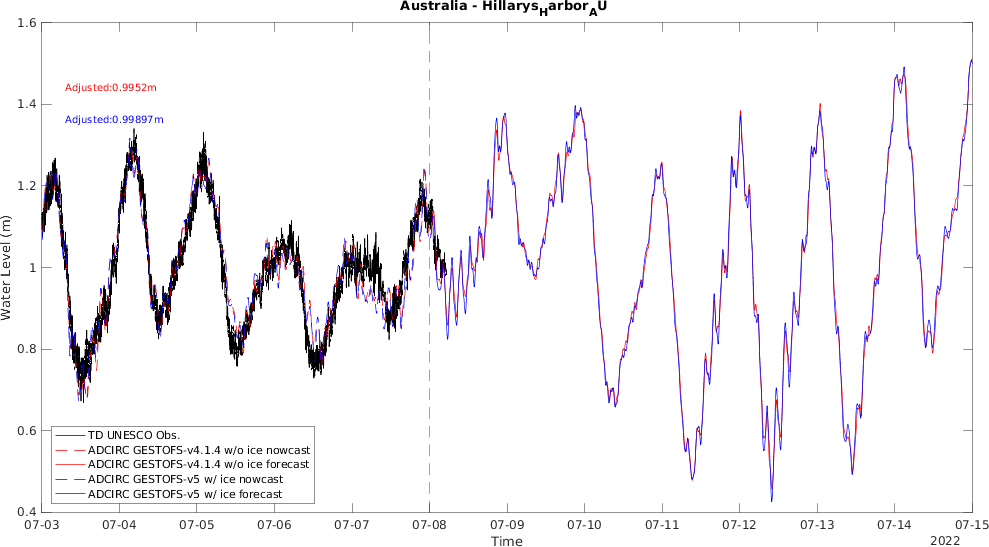 Australia - HillarysHarborAU
1.6
1.4
1.2
1
0.8
0.6
0.4
Water Level (m)
Adjusted:0.9952m
Adjusted:0.99897m
TD UNESCO Obs.
ADCIRC GESTOFS-v4.1.4 w/o ice nowcast
ADCIRC GESTOFS-v4.1.4 w/o ice forecast
ADCIRC GESTOFS-v5 w/ ice nowcast
ADCIRC GESTOFS-v5 w/ ice forecast
07-03 07-04 07-05 07-06 07-07 07-08 07-09 07-10 07-11 07-12 07-13 07-14 07-15
Time
2022